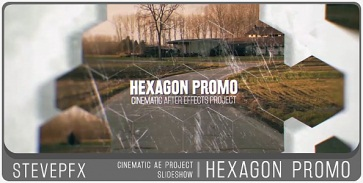 HEXAGON PROMO
CINEMATIC AFTER EFFECTS PROJECT
STEVEPFX
CINEMATIC AE PROJECT
SLIDESHOW
HEXAGON PROMO